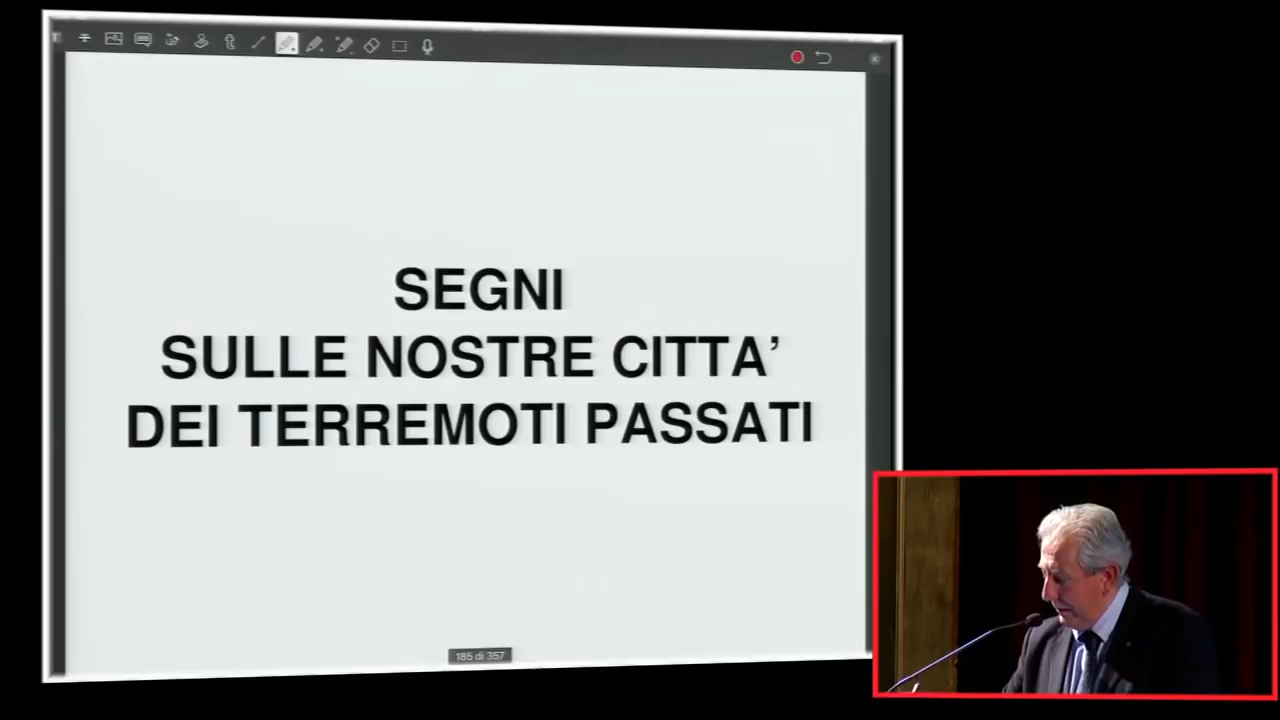 SEGNI
SULLE NOSTRE CITTA’
DEI TERREMOTI PASSATI
185 di 357